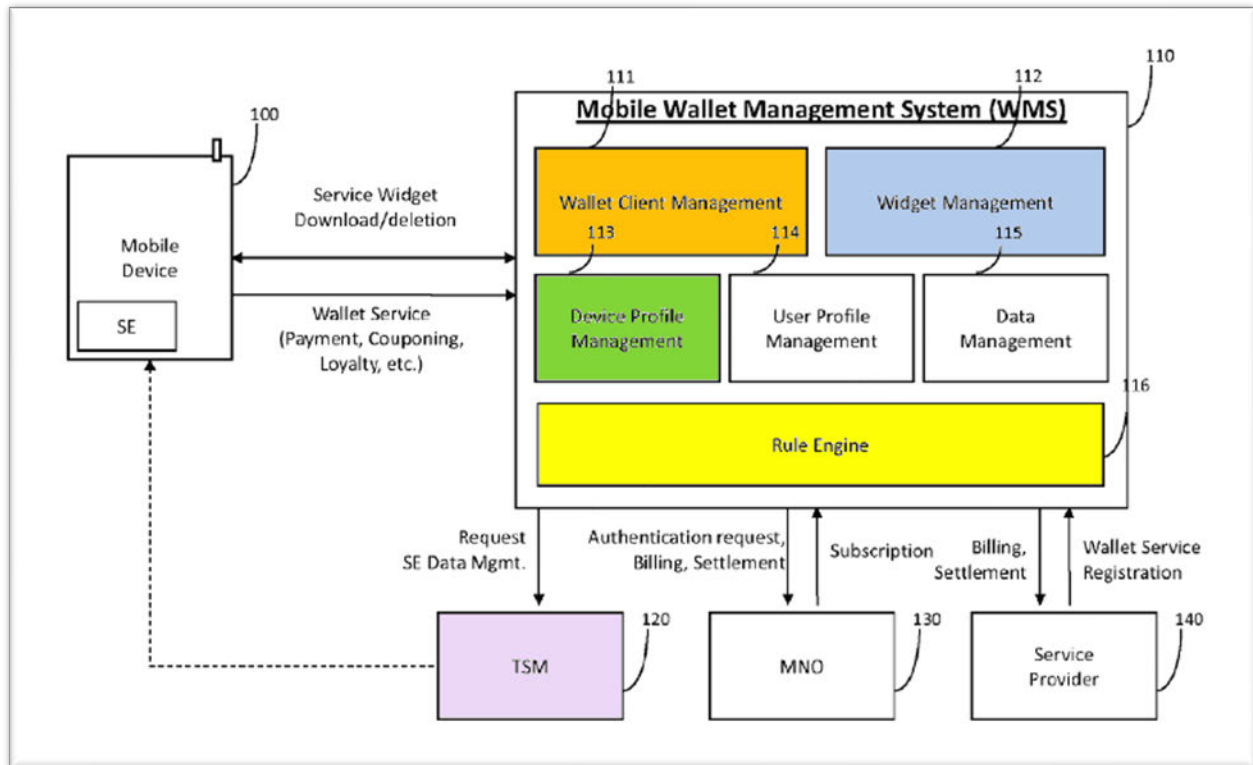 110
111
112
Mobile Wallet Management System (WMS)
100
Service Widget
Download/deletion
Wallet Client Management
Widget Management
113
114
115
Mobile
Device
SE
Wallet Service
(Payment, Couponing,
Loyalty, etc.)
Device Profile
Management
User Profile
Management
Data
Management
116
Rule Engine
Request
SE Data Mgmt.
Authentication request,
Billing, Settlement
Subscription
Billing,
Settlement
Wallet Service
Registration
120
130
140
TSM
MNO
Service
Provider